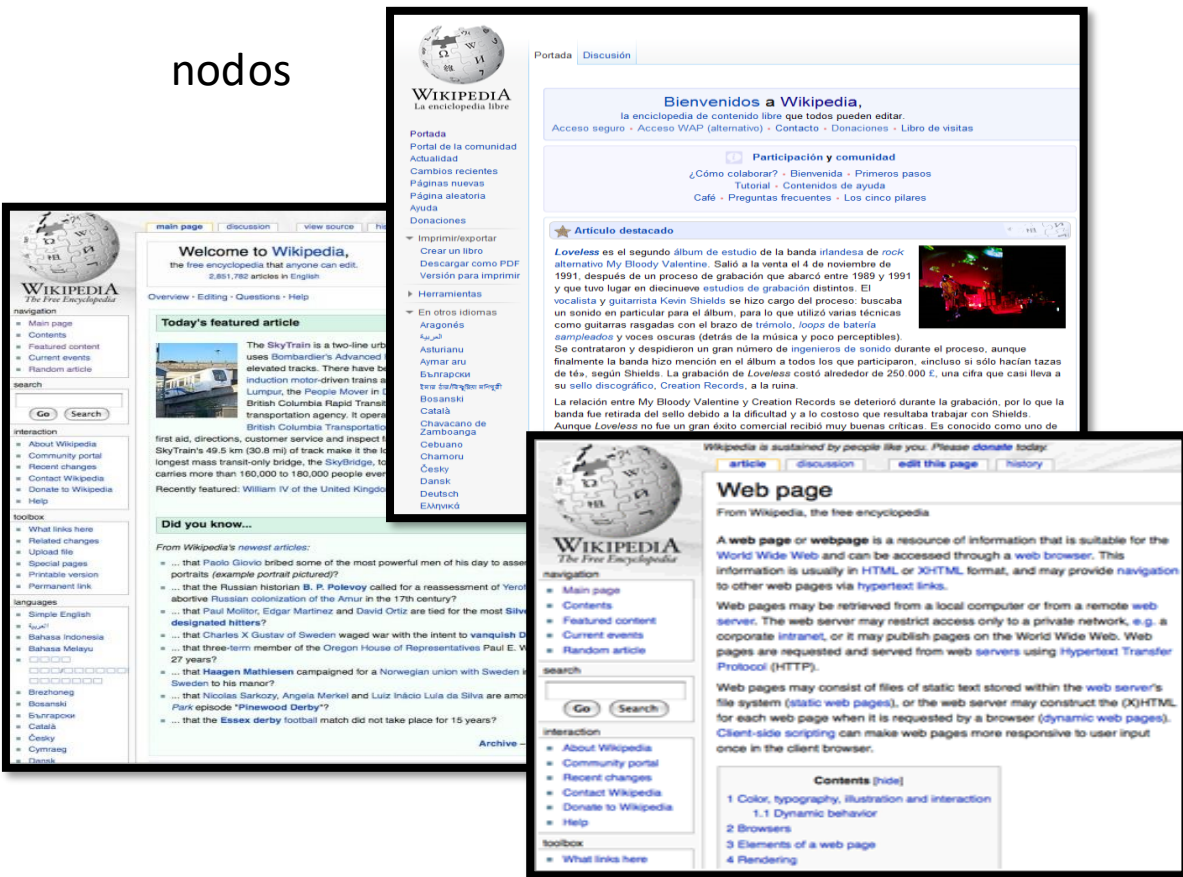 nodos
WIKIPEDIA
La enciclopedia libre
Portada
Portal de la comunidad
Actualidad
Cambios recientes
Páginas nuevas
Página aleatoria
Ayuda
Donaciones
Imprimir/exportar
Crear un libro
Descargar como PDF
Versión para imprimir
Herramientas
En otros idiomas
Aragonés
العربية
Asturianu
Aymar aru
Български
Bosanski
Català
Chavacano de
Zamboanga
Cebuano
Chamoru
Česky
Dansk
Deutsch
Ελληνικά
Portada Discusión
Bienvenidos a Wikipedia,
la enciclopedia de contenido libre que todos pueden editar.
Acceso seguro · Acceso WAP (alternativo) · Contacto · Donaciones · Libro de visitas
Participación y comunidad
¿Cómo colaborar? · Bienvenida · Primeros pasos
Tutorial · Contenidos de ayuda
Café · Preguntas frecuentes · Los cinco pilares
Artículo destacado
Loveless es el segundo álbum de estudio de la banda irlandesa de rock
alternativo My Bloody Valentine. Salió a la venta el 4 de noviembre de
1991, después de un proceso de grabación que abarcó entre 1989 y 1991
y que tuvo lugar en diecinueve estudios de grabación distintos. El
vocalista y guitarrista Kevin Shields se hizo cargo del proceso: buscaba
un sonido en particular para el álbum, para lo que utilizó varias técnicas
como guitarras rasgadas con el brazo de trémolo, loops de batería
sampleados y voces oscuras (detrás de la música y poco perceptibles).
Se contrataron y despidieron un gran número de ingenieros de sonido durante el proceso, aunque
finalmente la banda hizo mención en el álbum a todos los que participaron, «incluso si sólo hacían tazas
de té», según Shields. La grabación de Loveless costó alrededor de 250.000 £, una cifra que casi lleva a
su sello discográfico, Creation Records, a la ruina.
La relación entre My Bloody Valentine y Creation Records se deterioró durante la grabación, por lo que la
banda fue retirada del sello debido a la dificultad y a lo costoso que resultaba trabajar con Shields.
Aunque Loveless no fue un gran éxito comercial recibió muy buenas críticas. Es conocido como uno de
WIKIPEDIA
The Free Encyclopedia
navigation
Main page
Contents
Featured content
Current events
Random article
search
Go Search
interaction
About Wikipedia
Community portal
Recent changes
Contact Wikipedia
Donate to Wikipedia
Help
toolbox
What links here
Related changes
Upload file
Special pages
Printable version
Permanent link
languages
Simple English
العربية
Bahasa Indonesia
Bahasa Melayu
Brezhoneg
Bosanski
Български
Català
Česky
Cymraeg
Dansk
main page discussion view source his
Welcome to Wikipedia,
the free encyclopedia that anyone can edit.
2,851,782 articles in English
Overview · Editing · Questions · Help
Today's featured article
The SkyTrain is a two-line urb
uses Bombardier's Advanced
elevated tracks. There have be
induction motor-driven trains a
Lumpur, the People Mover in D
British Columbia Rapid Transit
transportation agency. It opera
British Columbia Transportatio
first aid, directions, customer service and inspect f
SkyTrain's 49.5 km (30.8 mi) of track make it the lo
longest mass transit-only bridge, the SkyBridge, to
carries more than 160,000 to 180,000 people ever
Recently featured: William IV of the United Kingdo
Did you know...
From Wikipedia's newest articles:
... that Paolo Giovio bribed some of the most powerful men of his day to asse
portraits (example portrait pictured)?
... that the Russian historian B. P. Polevoy called for a reassessment of Yerof
abortive Russian colonization of the Amur in the 17th century?
... that Paul Molitor, Edgar Martinez and David Ortiz are tied for the most Silve
designated hitters?
... that Charles X Gustav of Sweden waged war with the intent to vanquish D
... that three-term member of the Oregon House of Representatives Paul E. W
27 years?
... that Haagen Mathiesen campaigned for a Norwegian union with Sweden i
Sweden to his manor?
... that Nicolas Sarkozy, Angela Merkel and Luiz Inácio Lula da Silva are amo
Park episode "Pinewood Derby"?
... that the Essex derby football match did not take place for 15 years?
Archive –
WIKIPEDIA
The Free Encyclopedia
navigation
Main page
Contents
Featured content
Current events
Random article
search
Go Search
interaction
About Wikipedia
Community portal
Recent changes
Contact Wikipedia
Donate to Wikipedia
Help
toolbox
What links here
Wikipedia is sustained by people like you. Please donate today.
article discussion edit this page history
Web page
From Wikipedia, the free encyclopedia
A web page or webpage is a resource of information that is suitable for the
World Wide Web and can be accessed through a web browser. This
information is usually in HTML or XHTML format, and may provide navigation
to other web pages via hypertext links.
Web pages may be retrieved from a local computer or from a remote web
server. The web server may restrict access only to a private network, e.g. a
corporate intranet, or it may publish pages on the World Wide Web. Web
pages are requested and served from web servers using Hypertext Transfer
Protocol (HTTP).
Web pages may consist of files of static text stored within the web server's
file system (static web pages), or the web server may construct the (X)HTML
for each web page when it is requested by a browser (dynamic web pages).
Client-side scripting can make web pages more responsive to user input
once in the client browser.
Contents [hide]
1 Color, typography, illustration and interaction
1.1 Dynamic behavior
2 Browsers
3 Elements of a web page
4 Rendering